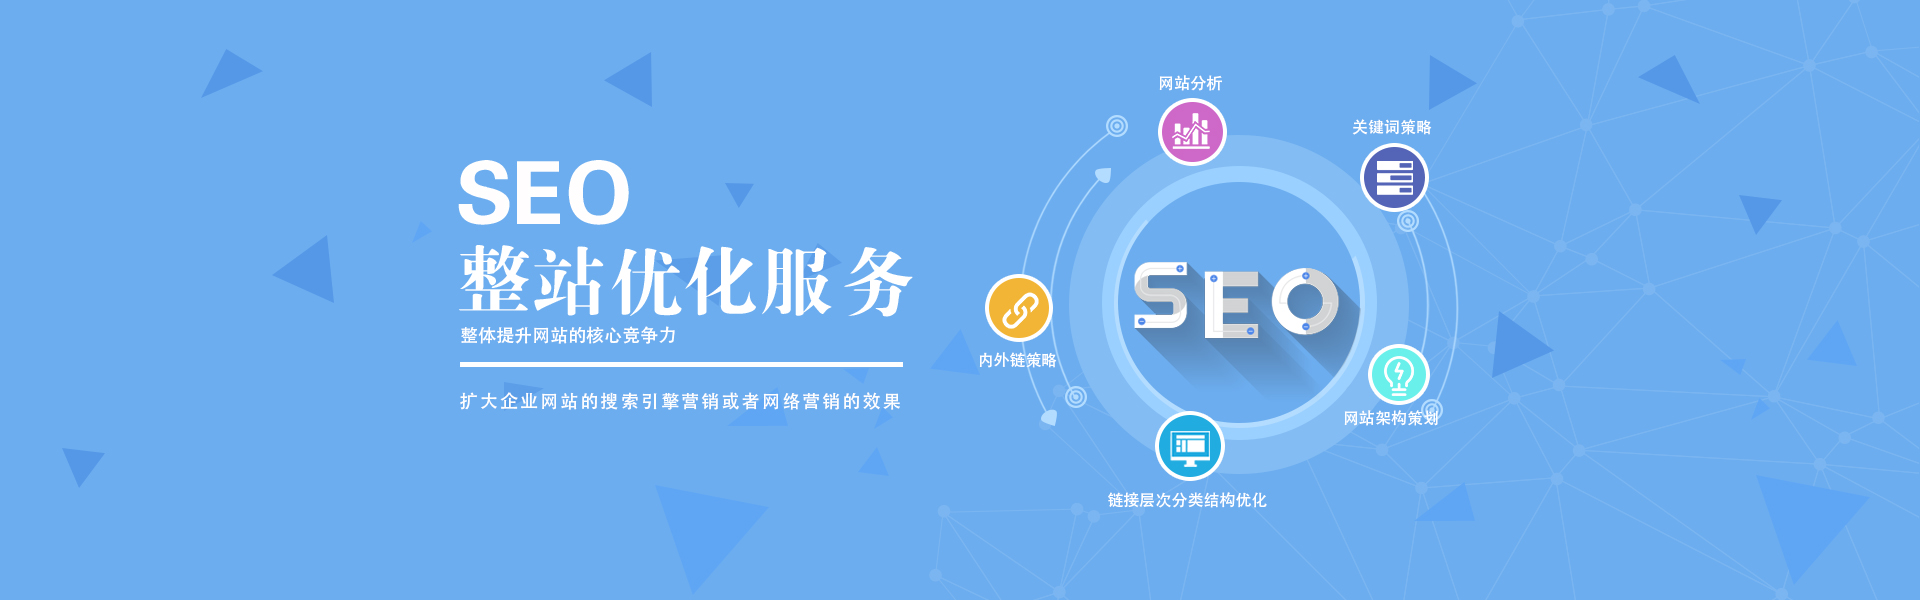 SEO
整站优化服务
整体提升网站的核心竞争力
扩大企业网站的搜索引擎营销或者网络营销的效果
网站分析
关键词策略
SEO
内外链策略
网站架构策划
链接层次分类结构优化